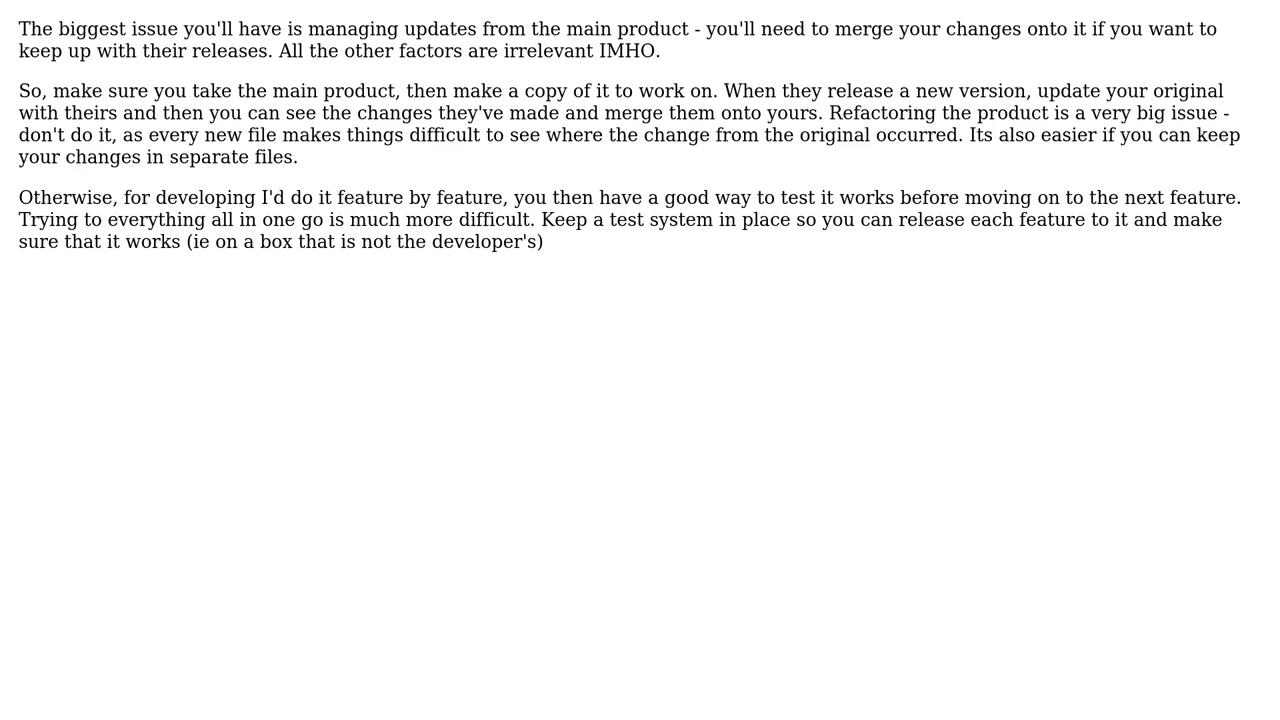 The biggest issue you'll have is managing updates from the main product - you'll need to merge your changes onto it if you want to
keep up with their releases. All the other factors are irrelevant IMHO.
So, make sure you take the main product, then make a copy of it to work on. When they release a new version, update your original
with theirs and then you can see the changes they've made and merge them onto yours. Refactoring the product is a very big issue -
don't do it, as every new file makes things difficult to see where the change from the original occurred. Its also easier if you can keep
your changes in separate files.
Otherwise, for developing I'd do it feature by feature, you then have a good way to test it works before moving on to the next feature.
Trying to everything all in one go is much more difficult. Keep a test system in place so you can release each feature to it and make
sure that it works (ie on a box that is not the developer's)